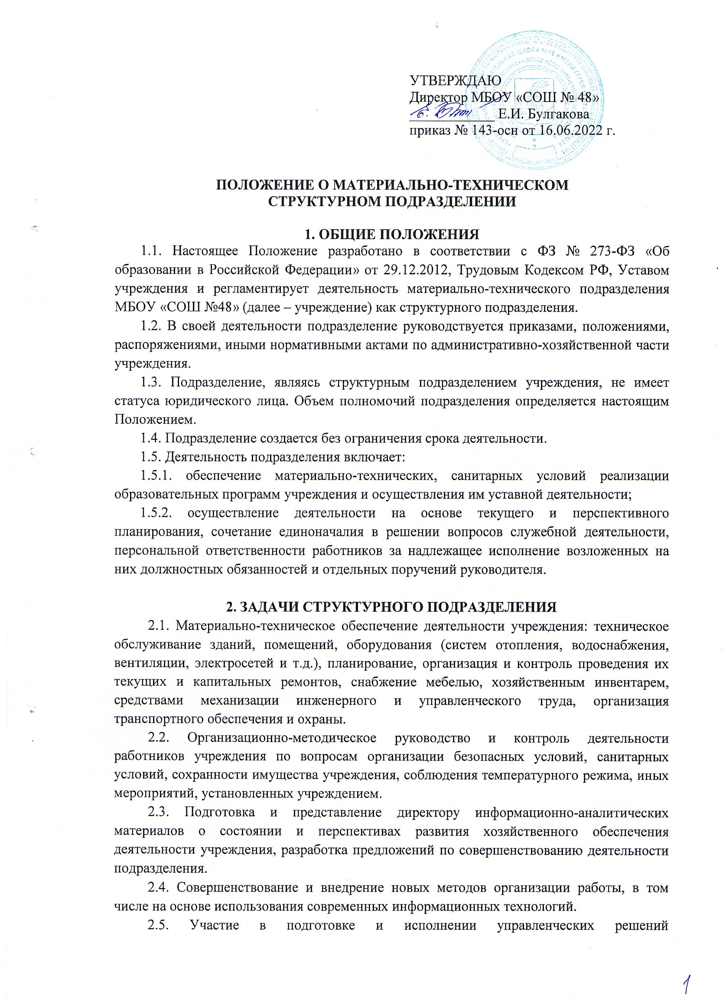 УТВЕРЖДАЮ
Директор МБОУ «СОШ № 48»
Е.И. Булгакова
приказ № 143-осн от 16.06.2022 г.
ПОЛОЖЕНИЕ О МАТЕРИАЛЬНО-ТЕХНИЧЕСКОМ
СТРУКТУРНОМ ПОДРАЗДЕЛЕНИИ
1. ОБЩИЕ ПОЛОЖЕНИЯ
1.1. Настоящее Положение разработано в соответствии с ФЗ № 273-ФЗ «Об
образовании в Российской Федерации» от 29.12.2012, Трудовым Кодексом РФ, Уставом
учреждения и регламентирует деятельность материально-технического подразделения
МБОУ «СОШ №48» (далее – учреждение) как структурного подразделения.
1.2. В своей деятельности подразделение руководствуется приказами, положениями,
распоряжениями, иными нормативными актами по административно-хозяйственной части
учреждения.
1.3. Подразделение, являясь структурным подразделением учреждения, не имеет
статуса юридического лица. Объем полномочий подразделения определяется настоящим
Положением.
1.4. Подразделение создается без ограничения срока деятельности.
1.5. Деятельность подразделения включает:
1.5.1. обеспечение материально-технических, санитарных условий реализации
образовательных программ учреждения и осуществления им уставной деятельности;
1.5.2. осуществление деятельности на основе текущего и перспективного
планирования, сочетание единоначалия в решении вопросов служебной деятельности,
персональной ответственности работников за надлежащее исполнение возложенных на
них должностных обязанностей и отдельных поручений руководителя.
2. ЗАДАЧИ СТРУКТУРНОГО ПОДРАЗДЕЛЕНИЯ
2.1. Материально-техническое обеспечение деятельности учреждения: техническое
обслуживание зданий, помещений, оборудования (систем отопления, водоснабжения,
вентиляции, электросетей и т.д.), планирование, организация и контроль проведения их
текущих и капитальных ремонтов, снабжение мебелью, хозяйственным инвентарем,
средствами механизации инженерного и управленческого труда, организация
транспортного обеспечения и охраны.
2.2. Организационно-методическое руководство и контроль деятельности
работников учреждения по вопросам организации безопасных условий, санитарных
условий, сохранности имущества учреждения, соблюдения температурного режима, иных
мероприятий, установленных учреждением.
2.3. Подготовка и представление директору информационно-аналитических
материалов о состоянии и перспективах развития хозяйственного обеспечения
деятельности учреждения, разработка предложений по совершенствованию деятельности
подразделения.
2.4. Совершенствование и внедрение новых методов организации работы, в том
числе на основе использования современных информационных технологий.
2.5. Участие в подготовке и исполнении управленческих решений
1